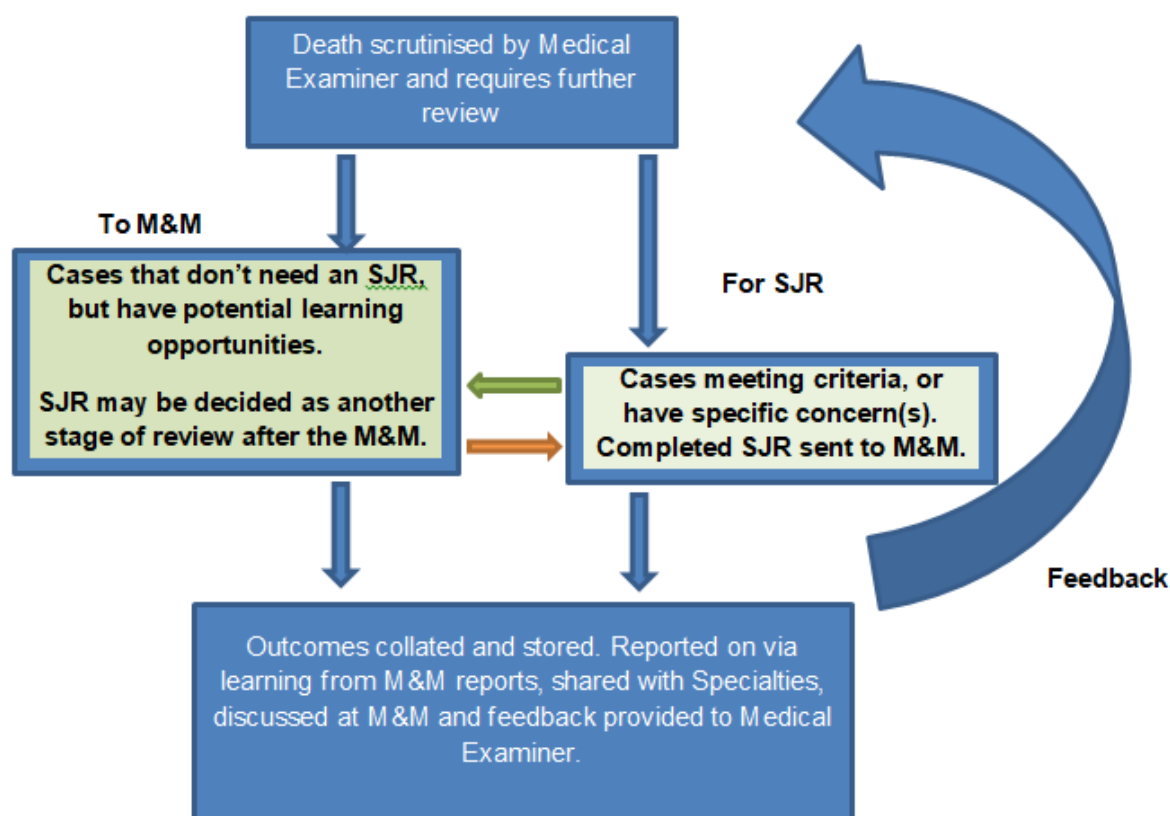 Death scrutinised by Medical
Examiner and requires further
review
To M&M
Cases that don’t need an SJR,
but have potential learning
opportunities.
SJR may be decided as another
stage of review after the M&M.
For SJR
Cases meeting criteria, or
have specific concern(s).
Completed SJR sent to M&M.
Feedback
Outcomes collated and stored. Reported on via
learning from M&M reports, shared with Specialties,
discussed at M&M and feedback provided to Medical
Examiner.